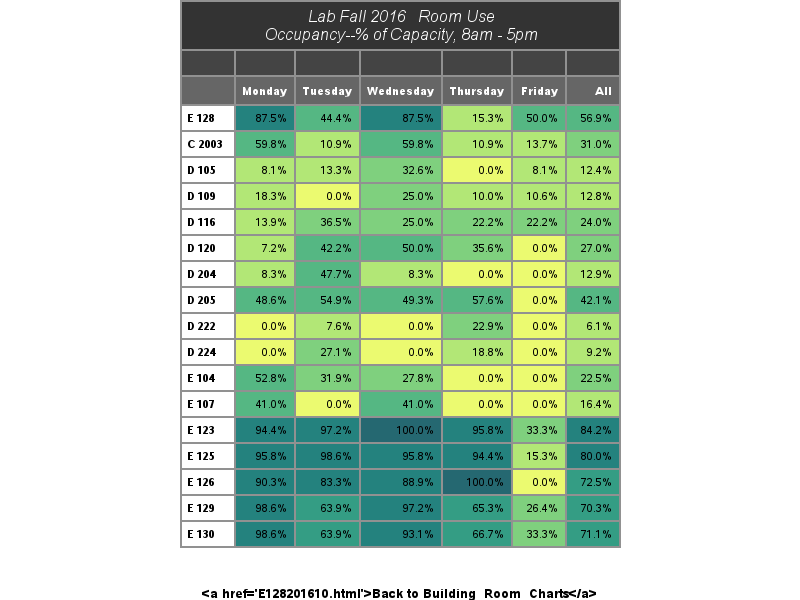 Lab Fall 2016 Room Use
Occupancy--% of Capacity, 8am - 5pm
Monday Tuesday Wednesday Thursday Friday All
E 128 87.5% 44.4% 87.5% 15.3% 50.0% 56.9%
C 2003 59.8% 10.9% 59.8% 10.9% 13.7% 31.0%
D 105 8.1% 13.3% 32.6% 0.0% 8.1% 12.4%
D 109 18.3% 0.0% 25.0% 10.0% 10.6% 12.8%
D 116 13.9% 36.5% 25.0% 22.2% 22.2% 24.0%
D 120 7.2% 42.2% 50.0% 35.6% 0.0% 27.0%
D 204 8.3% 47.7% 8.3% 0.0% 0.0% 12.9%
D 205 48.6% 54.9% 49.3% 57.6% 0.0% 42.1%
D 222 0.0% 7.6% 0.0% 22.9% 0.0% 6.1%
D 224 0.0% 27.1% 0.0% 18.8% 0.0% 9.2%
E 104 52.8% 31.9% 27.8% 0.0% 0.0% 22.5%
E 107 41.0% 0.0% 41.0% 0.0% 0.0% 16.4%
E 123 94.4% 97.2% 100.0% 95.8% 33.3% 84.2%
E 125 95.8% 98.6% 95.8% 94.4% 15.3% 80.0%
E 126 90.3% 83.3% 88.9% 100.0% 0.0% 72.5%
E 129 98.6% 63.9% 97.2% 65.3% 26.4% 70.3%
E 130 98.6% 63.9% 93.1% 66.7% 33.3% 71.1%
<a href='E128201610.html'>Back to Building_Room_Charts</a>